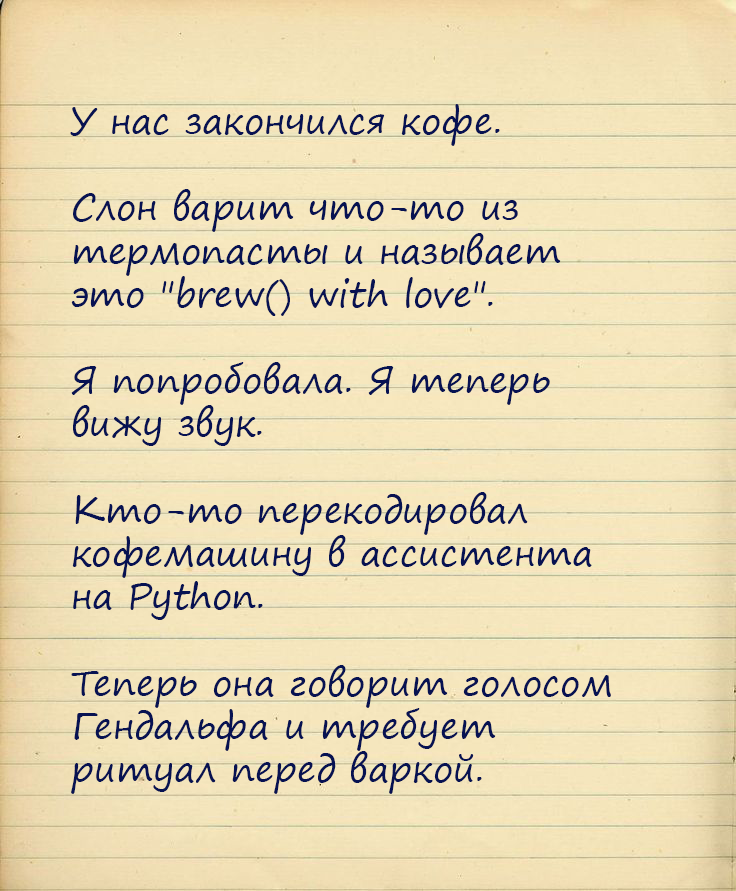 У нас закончился кофе.
Слон варит что-то из
термопасты и называет
это "brew() with love".
Я попробовала. Я теперь
вижу звук.
Кто-то перекодировал
кофемашину в ассистента
на Python.
Теперь она говорит голосом
Гендальфа и требует
ритуал перед варкой.